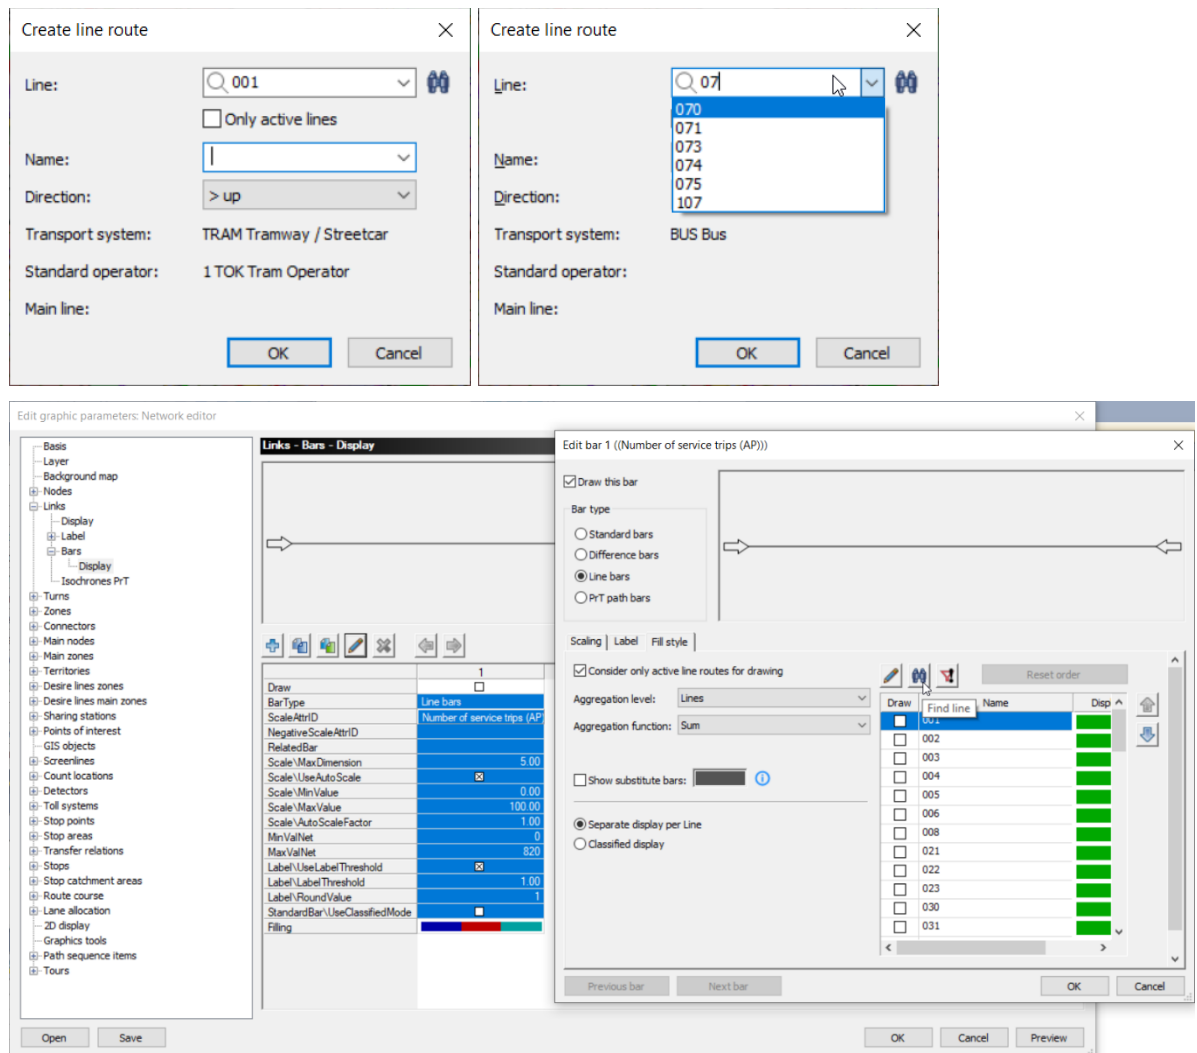 Create line route
Line: 001
Only active lines
Name:
Direction: > up
Transport system: TRAM Tramway / Streetcar
Standard operator: 1 TOK Tram Operator
Main line:
OK Cancel
Create line route
Line: 07
070
071
073
074
075
107
Name:
Direction:
Transport system: BUS Bus
Standard operator:
Main line:
OK Cancel
Edit graphic parameters: Network editor
Basis
Layer
Background map
Nodes
Links
Display
Label
Bars
Display
Isochrones PrT
Turns
Zones
Connectors
Main nodes
Main zones
Territories
Desire lines zones
Desire lines main zones
Sharing stations
Points of interest
GIS objects
Screenlines
Count locations
Detectors
Toll systems
Stop points
Stop areas
Transfer relations
Stops
Stop catchment areas
Route course
Lane allocation
2D display
Graphics tools
Path sequence items
Tours
Links - Bars - Display
1
Draw
BarType Line bars
ScaleAttrID Number of service trips (AP
NegativeScaleAttrID
RelatedBar
Scale\MaxDimension 5.00
Scale\UseAutoScale
Scale\MinValue 0.00
Scale\MaxValue 100.00
Scale\AutoScaleFactor 1.00
MinValNet 0
MaxValNet 820
Label\UseLabelThreshold
Label\LabelThreshold 1.00
Label\RoundValue 1
StandardBar\UseClassifiedMode
Filling
Open Save
OK Cancel Preview
Edit bar 1 ((Number of service trips (AP)))
Draw this bar
Bar type
Standard bars
Difference bars
Line bars
PrT path bars
Scaling Label Fill style
Consider only active line routes for drawing
Aggregation level: Lines
Aggregation function: Sum
Show substitute bars:
Separate display per Line
Classified display
Reset order
Draw Name Disp
Find line
001
002
003
004
005
006
008
021
022
023
030
031
Previous bar Next bar
OK Cancel